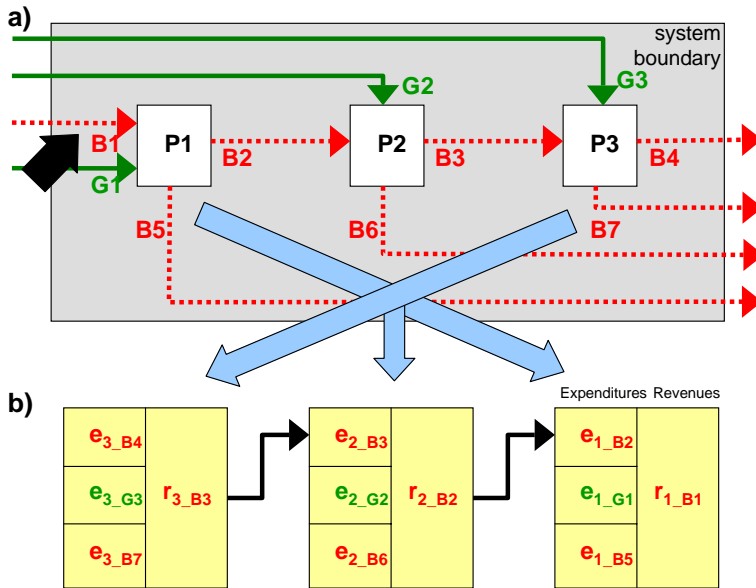 a)
system
boundary
G2
G3
B1
P1
B2
P2
B3
P3
B4
G1
B5
B6
B7
b)
Expenditures Revenues
e3_B4
e3_G3
r3_B3
e3_B7
e2_B3
e2_G2
r2_B2
e2_B6
e1_B2
e1_G1
r1_B1
e1_B5